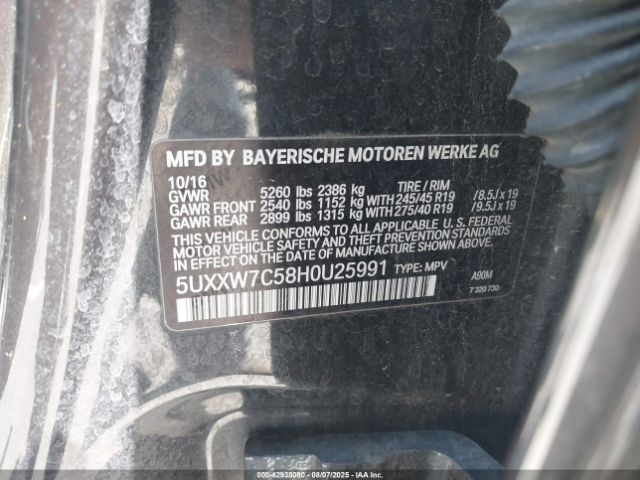 MFD BY BAYERISCHE MOTOREN WERKE AG
10/16
GVWR 5260 lbs 2386 kg TIRE / RIM
GAWR FRONT 2540 lbs 1152 kg WITH 245/45 R19 /8.5J x 19
GAWR REAR 2899 lbs 1315 kg WITH 275/40 R19 /9.5J x 19
THIS VEHICLE CONFORMS TO ALL APPLICABLE U. S. FEDERAL
MOTOR VEHICLE SAFETY, BUMPER, AND THEFT PREVENTION
STANDARDS IN EFFECT ON THE DATE OF MANUFACTURE SHOWN ABOVE.
5UXXW7C58H0U25991 TYPE: MPV A90M
7 320 730
000-42938080 - 08/07/2025 - IAAI.COM